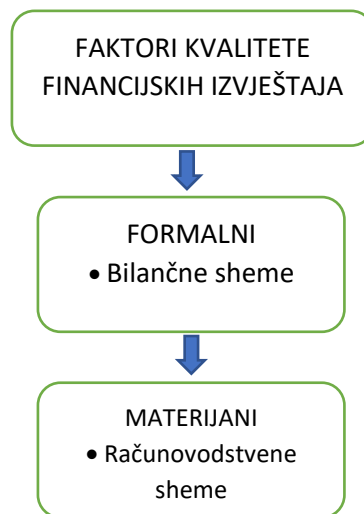 FAKTORI KVALITETE
FINANCIJSKIH IZVJEŠTAJA
FORMALNI
• Bilančne sheme
MATERIJANI
• Računovodstvene
sheme